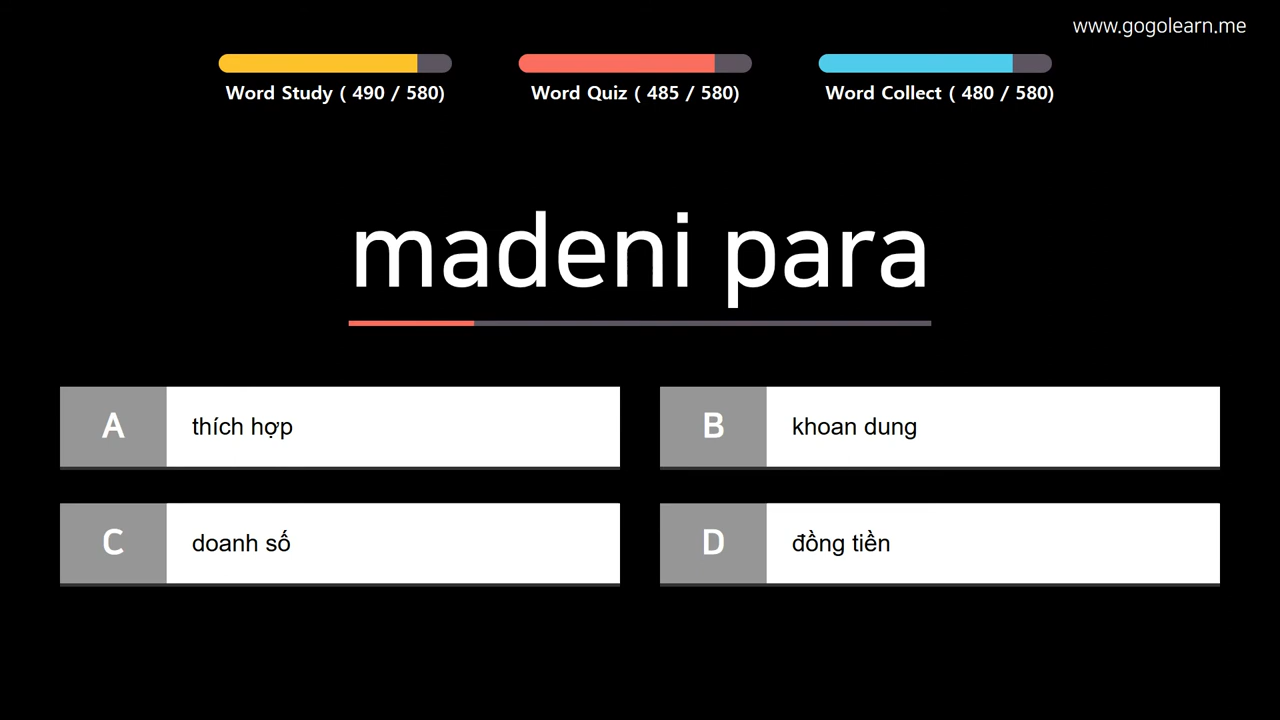 www.gogolearn.me
Word Study ( 490 / 580)
Word Quiz ( 485 / 580)
Word Collect ( 480 / 580)
madeni para
A thích hợp
B khoan dung
C doanh số
D đồng tiền